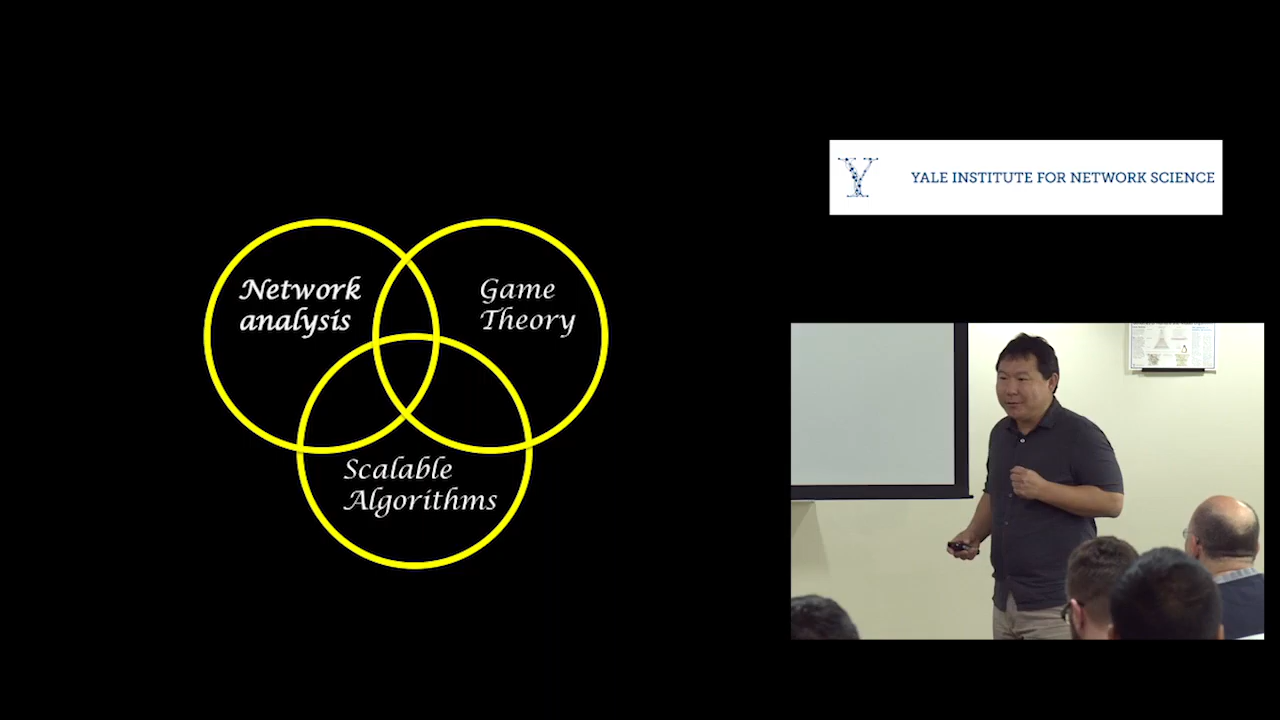 Network
analysis
Game
Theory
Scalable
Algorithms
YALE INSTITUTE FOR NETWORK SCIENCE